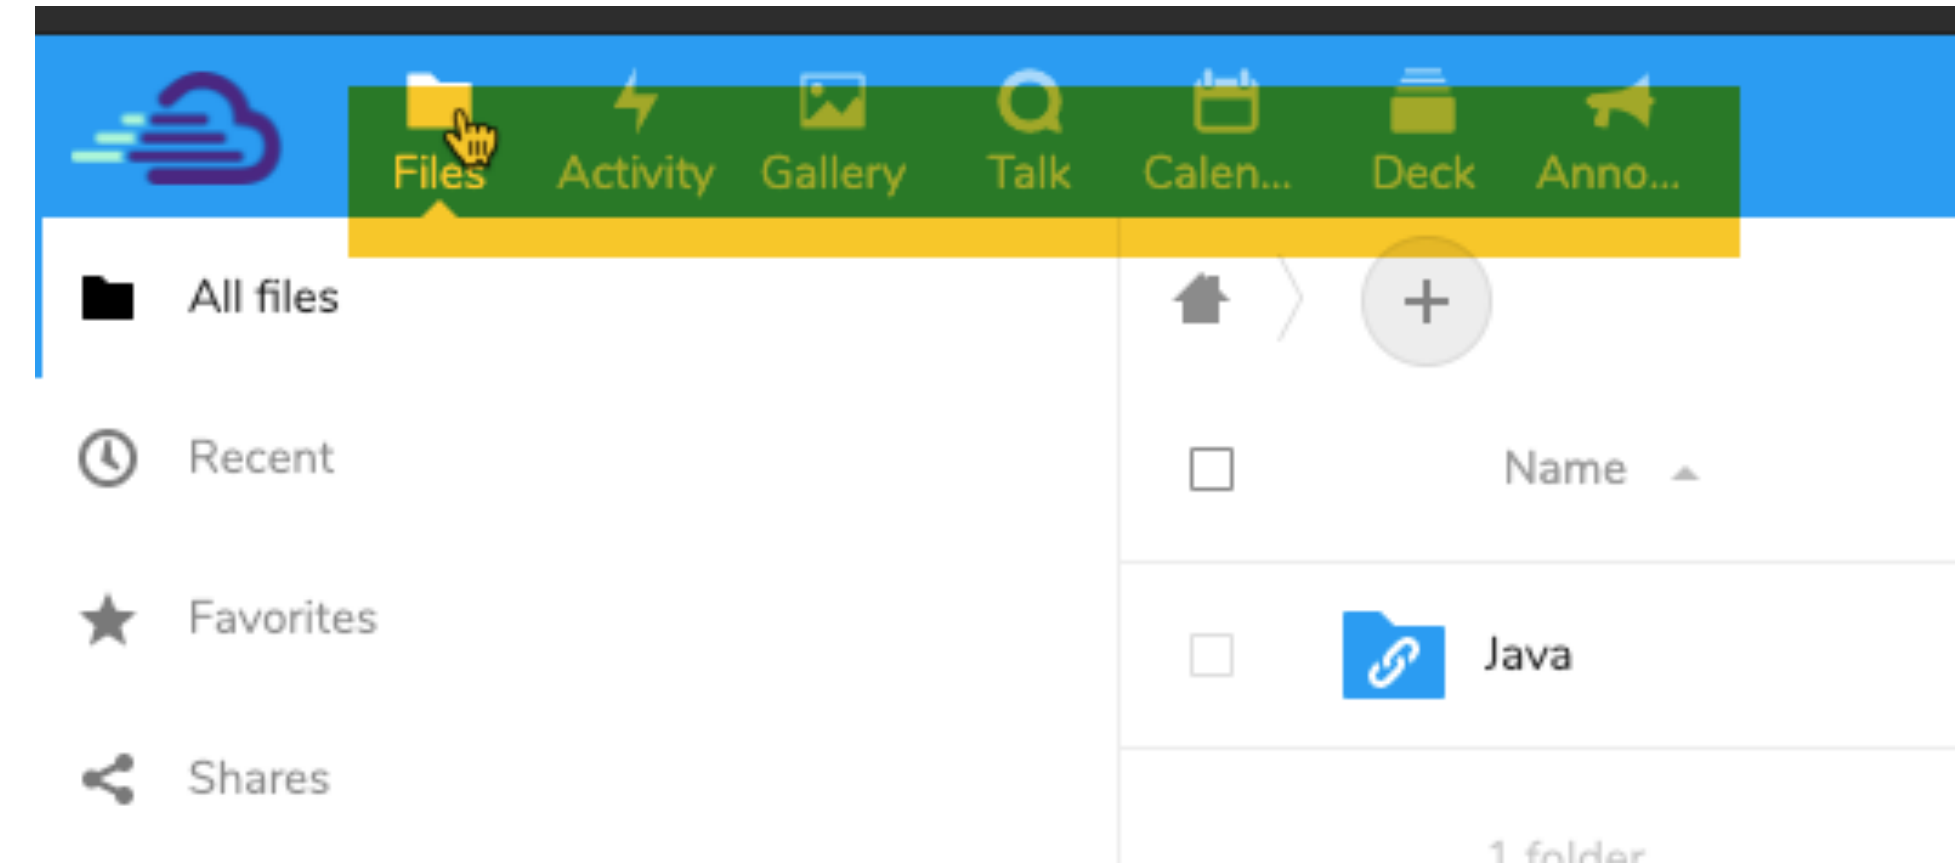 Files Activity Gallery Talk Calen... Deck Anno...
All files
Recent
Name
Favorites
Java
Shares
1 folder